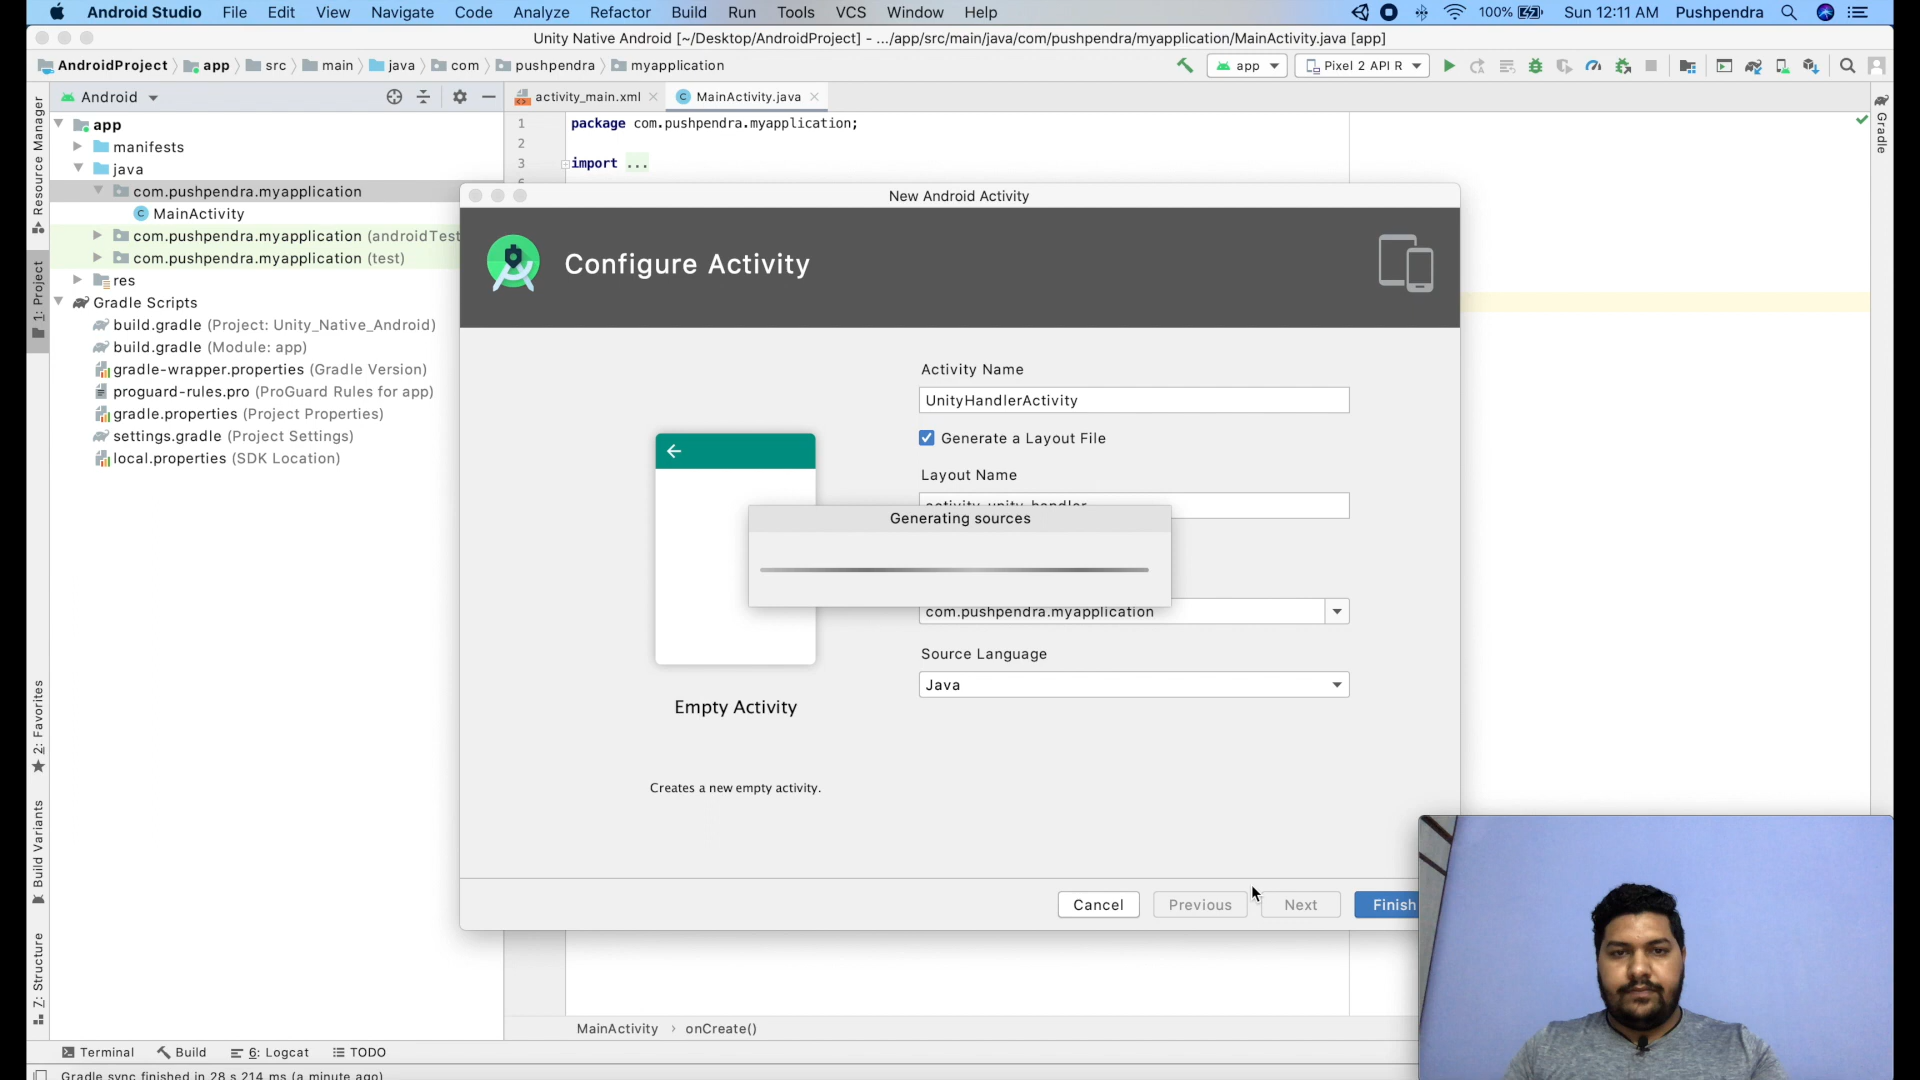 Android Studio File Edit View Navigate Code Analyze Refactor Build Run Tools VCS Window Help 100% Sun 12:11 AM Pushpendra
Unity Native Android [~/Desktop/AndroidProject] - .../app/src/main/java/com/pushpendra/myapplication/MainActivity.java [app]
AndroidProject app src main java com pushpendra myapplication app Pixel 2 API R
Android activity_main.xml MainActivity.java
Resource Manager
1: Project
2: Favorites
Build Variants
Z: Structure
Gradle
app
manifests
java
com.pushpendra.myapplication
MainActivity
com.pushpendra.myapplication (androidTest
com.pushpendra.myapplication (test)
res
Gradle Scripts
build.gradle (Project: Unity_Native_Android)
build.gradle (Module: app)
gradle-wrapper.properties (Gradle Version)
proguard-rules.pro (ProGuard Rules for app)
gradle.properties (Project Properties)
settings.gradle (Project Settings)
local.properties (SDK Location)
1 package com.pushpendra.myapplication;
2
3 import ...
New Android Activity
Configure Activity
Activity Name
UnityHandlerActivity
Generate a Layout File
Layout Name
activity_unity_handler
Generating sources
com.pushpendra.myapplication
Source Language
Java
Empty Activity
Creates a new empty activity.
Cancel Previous Next Finish
MainActivity › onCreate()
Terminal Build 6: Logcat TODO
Gradle sync finished in 28 s 214 ms (a minute ago)